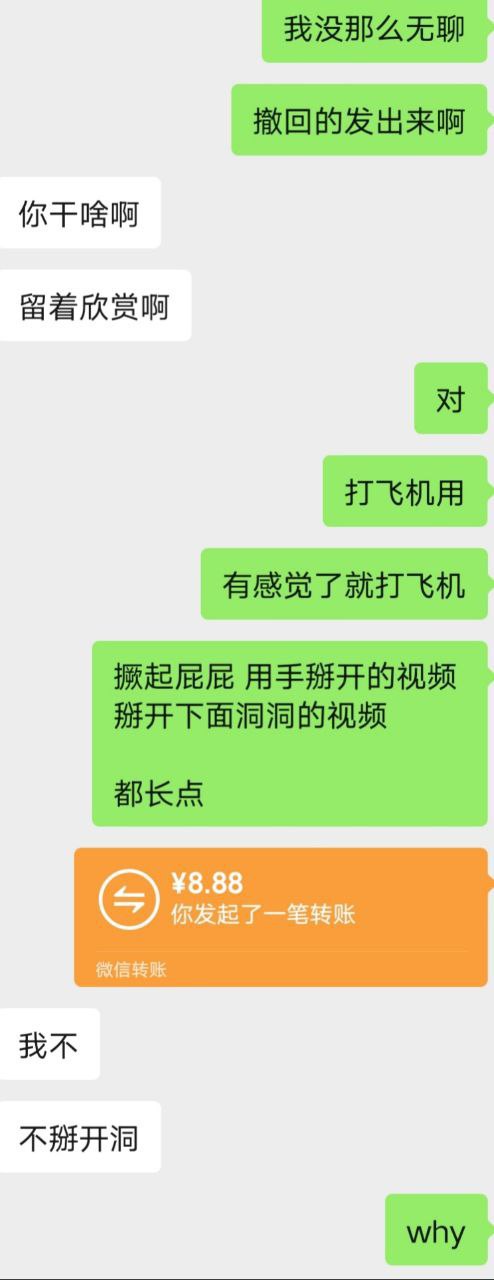 我没那么无聊
撤回的发出来啊
你干啥啊
留着欣赏啊
对
打飞机用
有感觉了就打飞机
撅起屁屁 用手掰开的视频
掰开下面洞洞的视频
都长点
¥8.88
你发起了一笔转账
微信转账
我不
不掰开洞
why